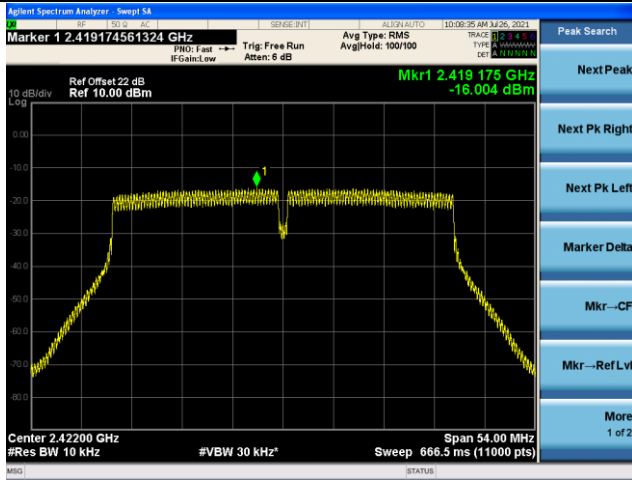 Agilent Spectrum Analyzer - Swept SA
RF 50 Ω AC SENSE:INT ALIGN AUTO 10:08:35 AM Jul 26, 2021
Marker 1 2.419174561324 GHz
PNO: Fast
IFGain:Low
Trig: Free Run
Atten: 6 dB
Avg Type: RMS
Avg|Hold: 100/100
TRACE 1 2 3 4 5 6
TYPE A WWWWW
DET A N N N N N
Peak Search
Mkr1 2.419 175 GHz
-16.004 dBm
Ref Offset 22 dB
Ref 10.00 dBm
10 dB/div
Log
1
0.00
-10.0
-20.0
-30.0
-40.0
-50.0
-60.0
-70.0
-80.0
Center 2.42200 GHz
Span 54.00 MHz
#Res BW 10 kHz
#VBW 30 kHz*
Sweep 666.5 ms (11000 pts)
MSG
STATUS
Next Peak
Next Pk Right
Next Pk Left
Marker Delta
Mkr→CF
Mkr→Ref Lvl
More
1 of 2